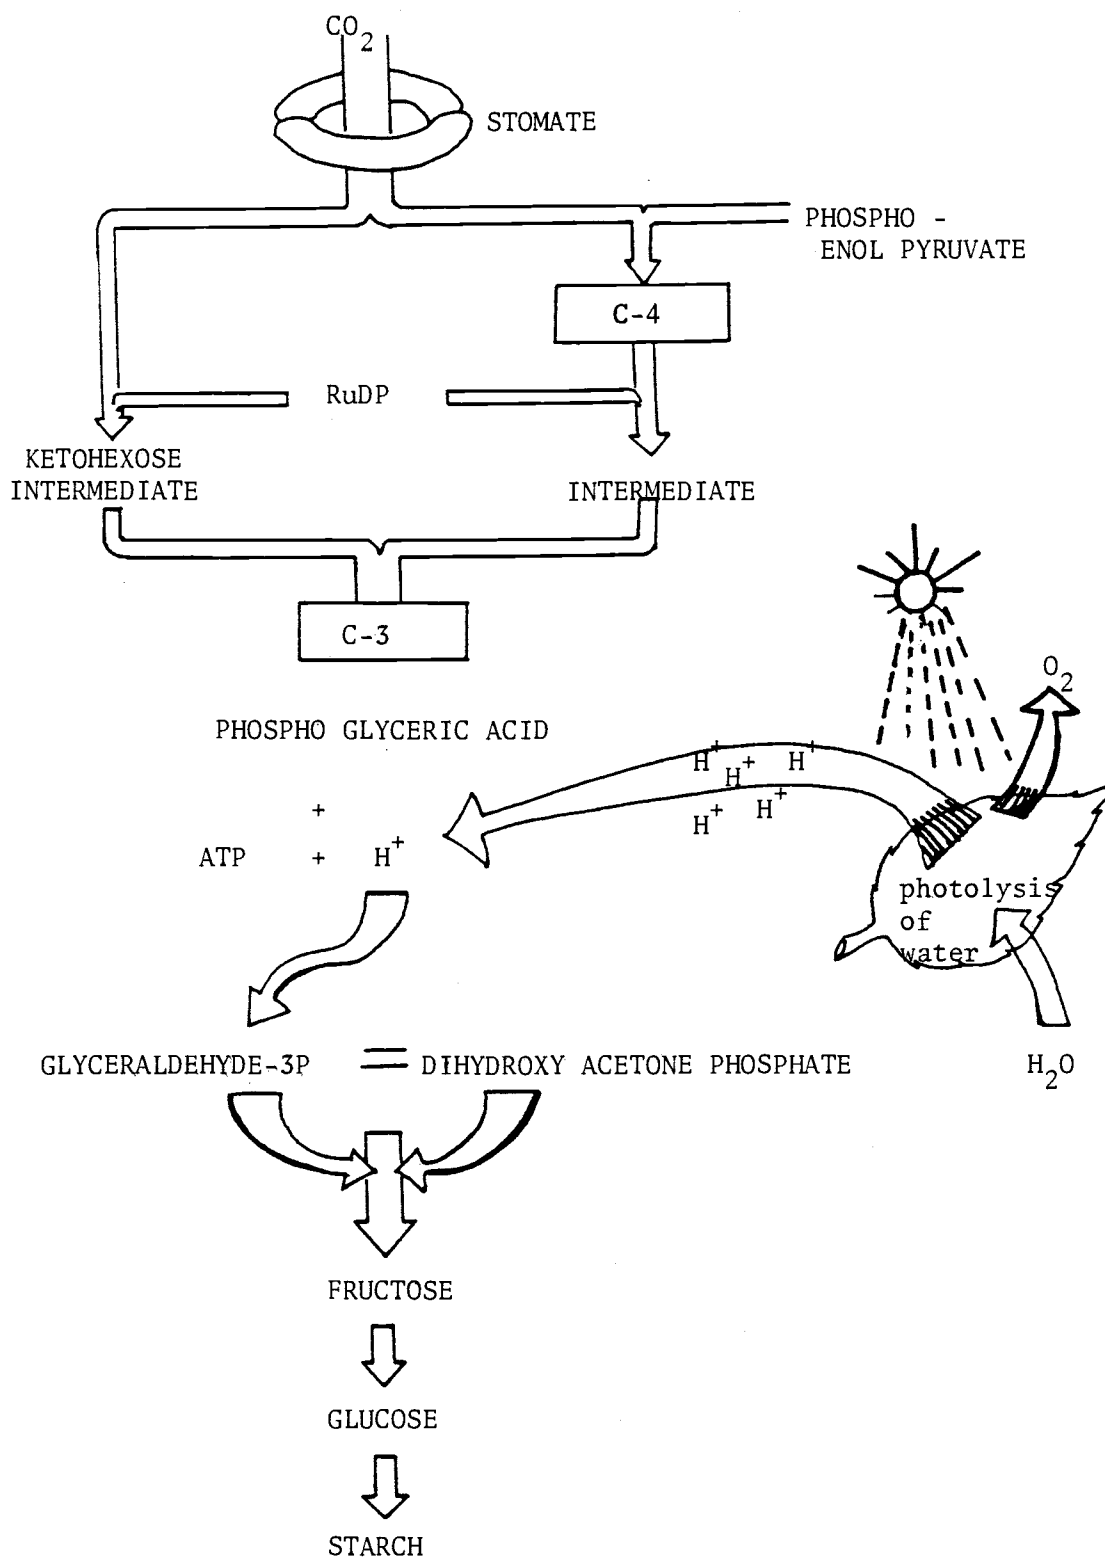 CO2
STOMATE
PHOSPHO -
ENOL PYRUVATE
C-4
RuDP
KETOHEXOSE
INTERMEDIATE
INTERMEDIATE
C-3
O2
PHOSPHO GLYCERIC ACID
H+ H+ H+
H+ H+
+
ATP + H+
photolysis
of
water
GLYCERALDEHYDE-3P = DIHYDROXY ACETONE PHOSPHATE
H2O
FRUCTOSE
GLUCOSE
STARCH